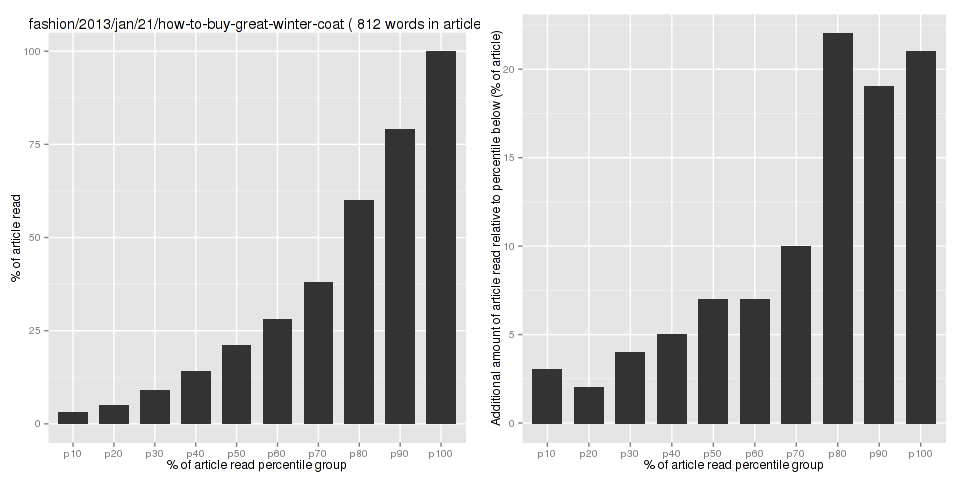 fashion/2013/jan/21/how-to-buy-great-winter-coat ( 812 words in article
% of article read
100
75
50
25
0
p10 p20 p30 p40 p50 p60 p70 p80 p90 p100
% of article read percentile group
Additional amount of article read relative to percentile below (% of article)
20
15
10
5
0
p10 p20 p30 p40 p50 p60 p70 p80 p90 p100
% of article read percentile group